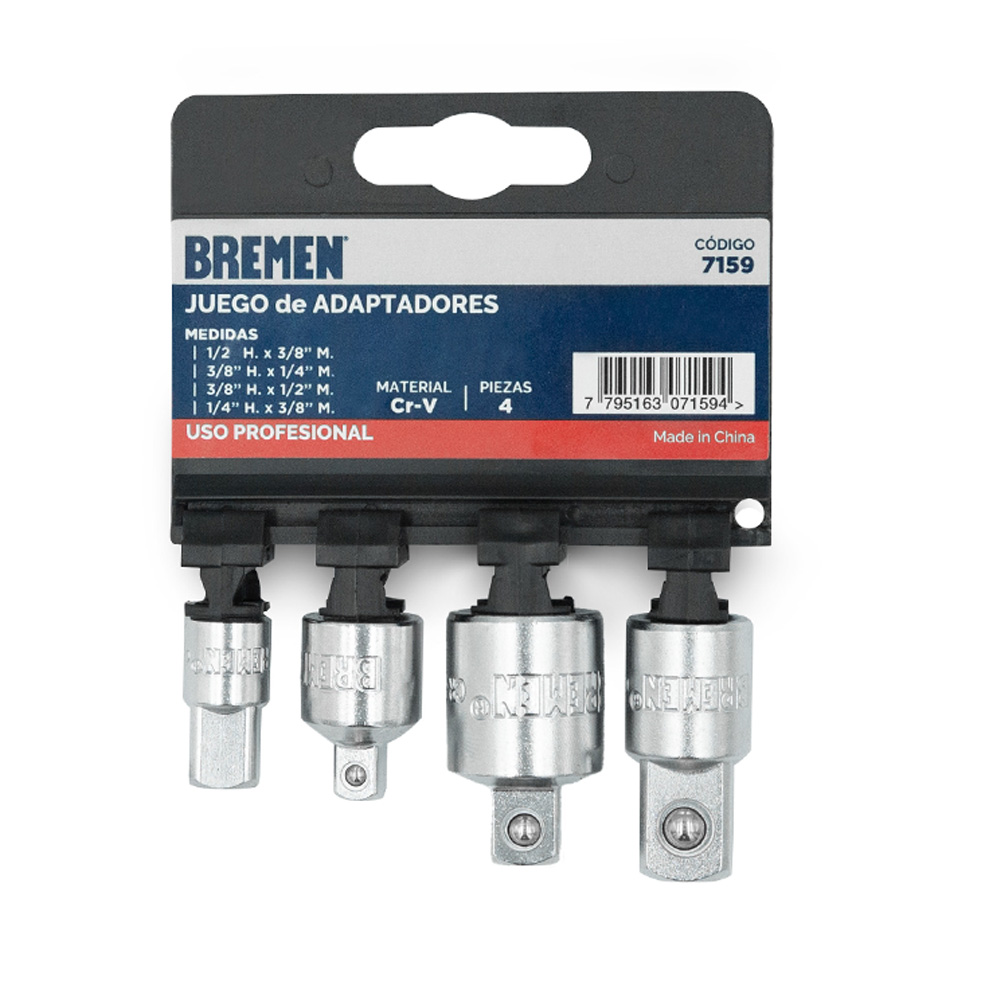 BREMEN®
CÓDIGO
7159
JUEGO de ADAPTADORES
MEDIDAS
| 1/2 H. x 3/8” M.
| 3/8” H. x 1/4” M.
| 3/8” H. x 1/2” M.
| 1/4” H. x 3/8” M.
MATERIAL
Cr-V
|
PIEZAS
4
7 795163 071594 >
USO PROFESIONAL
Made in China
BREMEN
BREM
BREMEN®
BREMEN